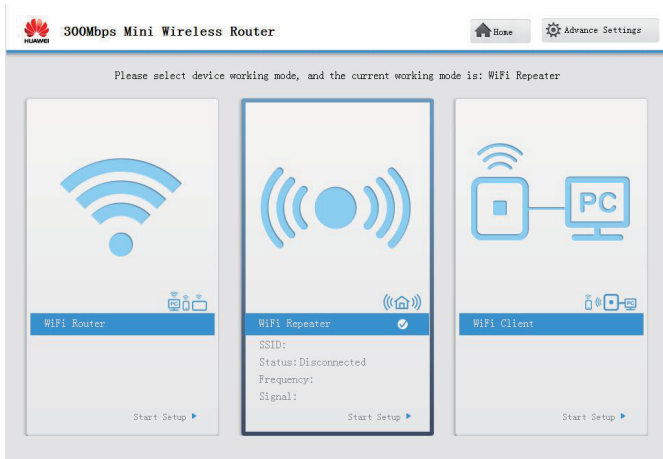 HUAWEI
300Mbps Mini Wireless Router
Home
Advance Settings
Please select device working mode, and the current working mode is: WiFi Repeater
PC
PC
WiFi Router
WiFi Repeater
WiFi Client
SSID:
Status:Disconnected
Frequency:
Signal:
Start Setup
Start Setup
Start Setup